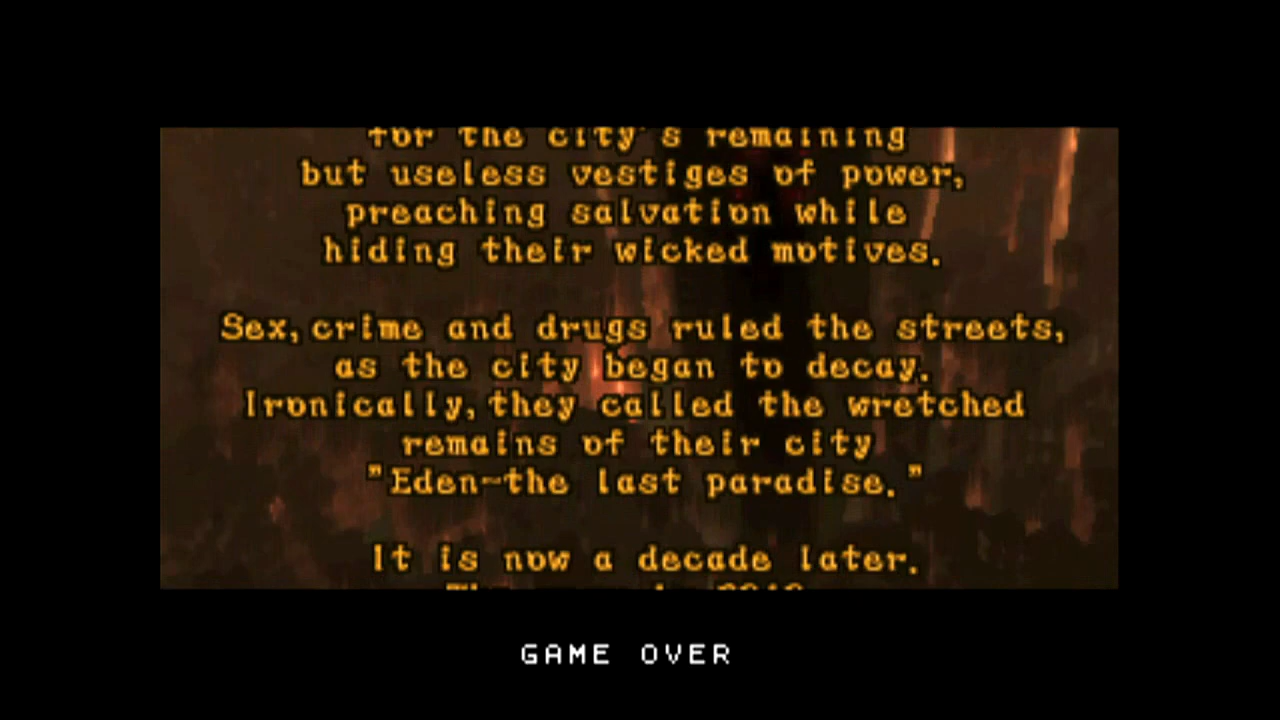 for the city's remaining
but useless vestiges of power,
preaching salvation while
hiding their wicked motives.
Sex, crime and drugs ruled the streets,
as the city began to decay.
Ironically, they called the wretched
remains of their city
"Eden-the last paradise."
It is now a decade later.
GAME OVER